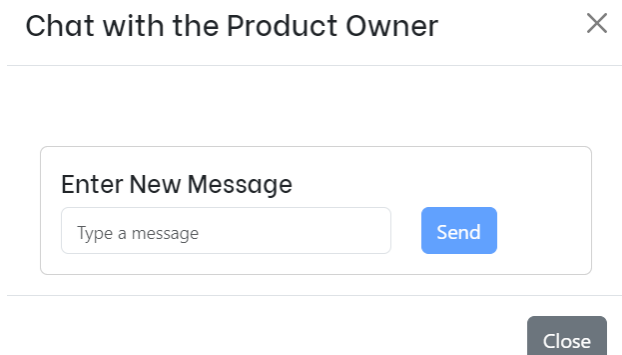 Chat with the Product Owner
Enter New Message
Type a message
Send
Close